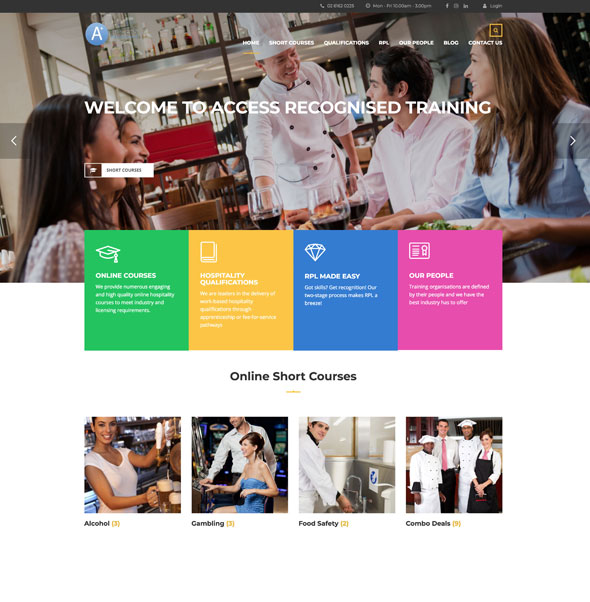 02 8182 0225
Mon - Fri 10.00am - 3.00pm
Login
A
HOME
SHORT COURSES
QUALIFICATIONS
RPL
OUR PEOPLE
BLOG
CONTACT US
WELCOME TO ACCESS RECOGNISED TRAINING
SHORT COURSES
ONLINE COURSES
We provide numerous engaging
and high quality online hospitality
courses to meet industry and
licensing requirements.
HOSPITALITY
QUALIFICATIONS
We are leaders in the delivery of
work-based hospitality
qualifications through
apprenticeship or fee-for-service
pathways
RPL MADE EASY
Got skills? Get recognition! Our
two-stage process makes RPL a
breeze!
OUR PEOPLE
Training organisations are defined
by their people and we have the
best industry has to offer
Online Short Courses
Alcohol (3)
Gambling (3)
Food Safety (2)
Combo Deals (9)